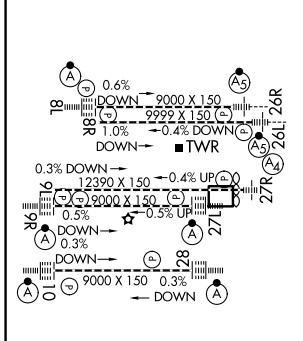 A
P
0.6%
DOWN
9000 X 150
A5
26R
8L
8R
P
9999 X 150
P
26L
1.0%
DOWN
0.4% DOWN
A5
A4
TWR
0.3% DOWN
0.4% UP
P
27R
9L
12390 X 150
P
P
9000 X 150
P
9R
0.5%
DOWN
0.5% UP
27L
A
A
0.3%
DOWN
P
28
10
P
9000 X 150
0.3%
DOWN
A
A